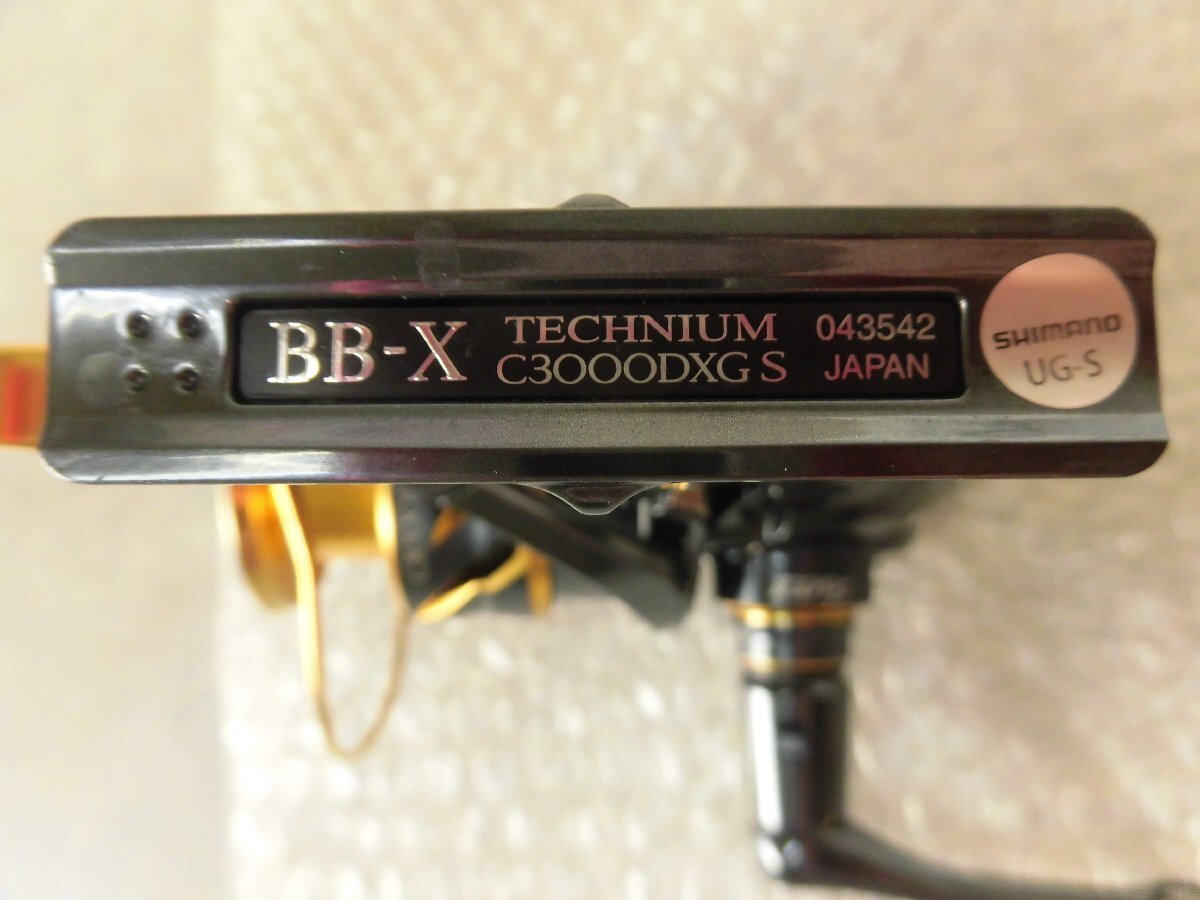 BB-X
TECHNIUM
C3000DXG S
043542
JAPAN
SHIMANO
UG-S